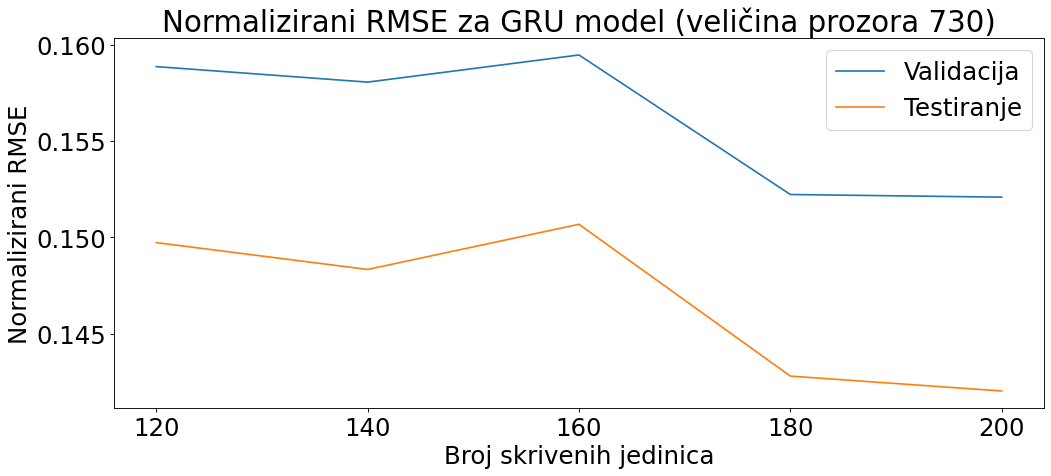 Normalizirani RMSE za GRU model (veličina prozora 730)
Normalizirani RMSE
0.160
0.155
0.150
0.145
Validacija
Testiranje
120 140 160 180 200
Broj skrivenih jedinica